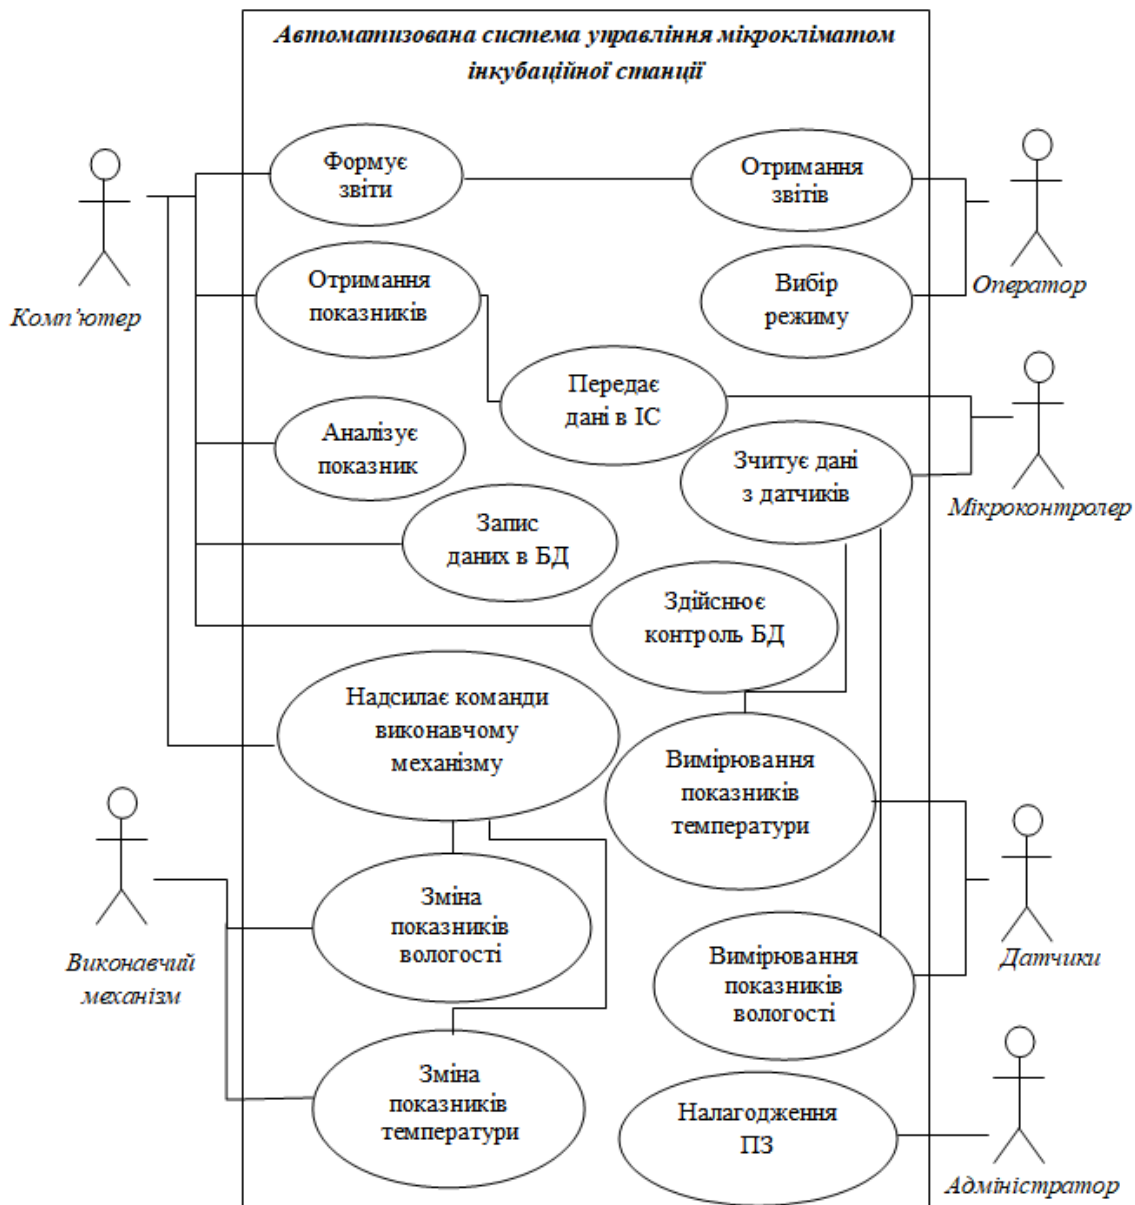 Автоматизована система управління мікрокліматом
інкубаційної станції
Формує
звіти
Отримання
звітів
Комп’ютер
Оператор
Отримання
показників
Вибір
режиму
Передає
дані в ІС
Аналізує
показник
Зчитує дані
з датчиків
Мікроконтролер
Запис
даних в БД
Здійснює
контроль БД
Надсилає команди
виконавчому
механізму
Вимірювання
показників
температури
Виконавчий
механізм
Зміна
показників
вологості
Вимірювання
показників
вологості
Датчики
Зміна
показників
температури
Налагодження
ПЗ
Адміністратор